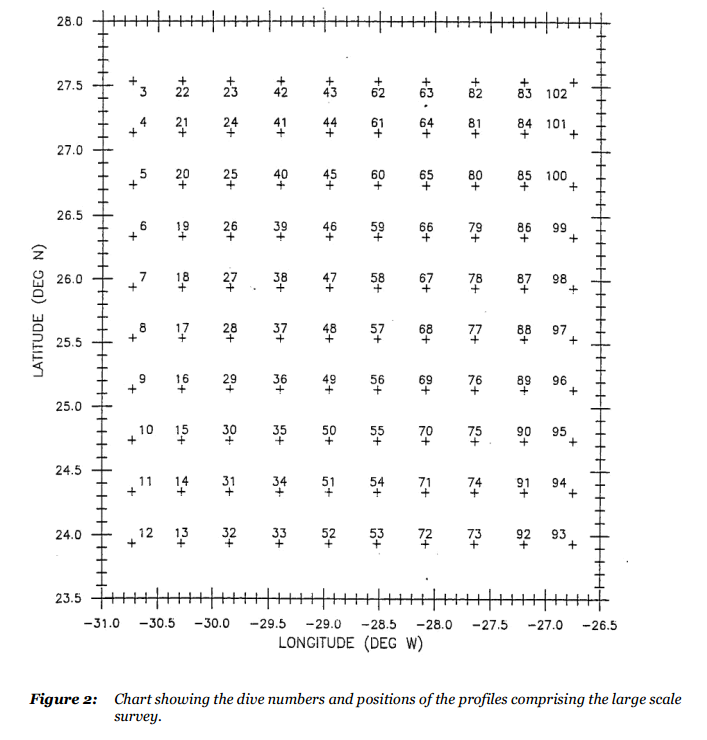 28.0
27.5
3 22 23 42 43 62 63 82 83 102
4 21 24 41 44 61 64 81 84 101
27.0
5 20 25 40 45 60 65 80 85 100
26.5
6 19 26 39 46 59 66 79 86 99
26.0
7 18 27 38 47 58 67 78 87 98
LATITUDE (DEG N)
8 17 28 37 48 57 68 77 88 97
25.5
9 16 29 36 49 56 69 76 89 96
25.0
10 15 30 35 50 55 70 75 90 95
24.5
11 14 31 34 51 54 71 74 91 94
24.0
12 13 32 33 52 53 72 73 92 93
23.5
-31.0 -30.5 -30.0 -29.5 -29.0 -28.5 -28.0 -27.5 -27.0 -26.5
LONGITUDE (DEG W)
Figure 2: Chart showing the dive numbers and positions of the profiles comprising the large scale
survey.